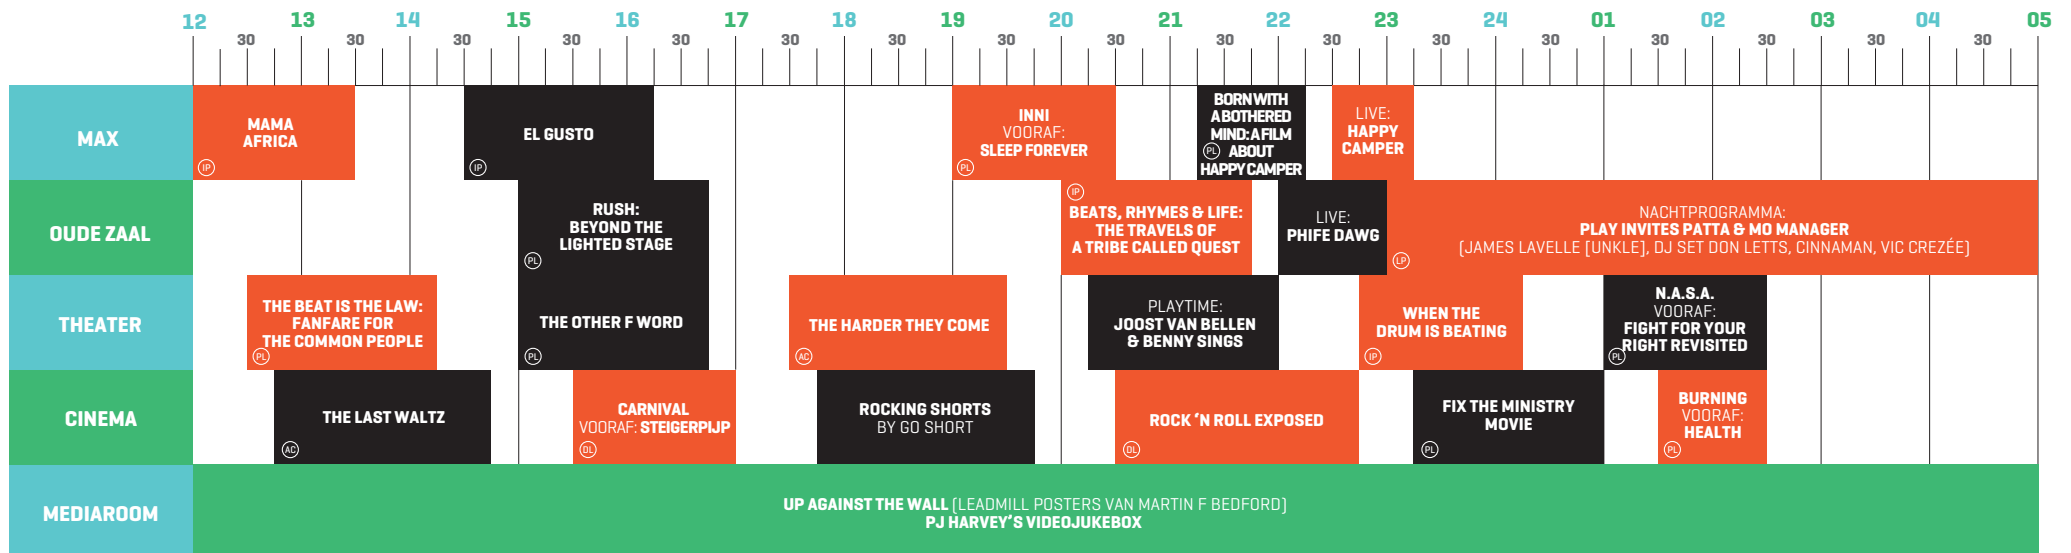 12 13 14 15 16 17 18 19 20 21 22 23 24 01 02 03 04 05
30 30 30 30 30 30 30 30 30 30 30 30 30 30 30 30 30
MAX
MAMA
AFRICA
IP
EL GUSTO
IP
INNI
VOORAF:
SLEEP FOREVER
PL
BORN WITH
A BOTHERED
MIND: A FILM
PL ABOUT
HAPPY CAMPER
LIVE:
HAPPY
CAMPER
OUDE ZAAL
RUSH:
BEYOND THE
LIGHTED STAGE
PL
IP
BEATS, RHYMES & LIFE:
THE TRAVELS OF
A TRIBE CALLED QUEST
LIVE:
PHIFE DAWG
NACHTPROGRAMMA:
PLAY INVITES PATTA & MO MANAGER
(JAMES LAVELLE [UNKLE], DJ SET DON LETTS, CINNAMAN, VIC CREZÉE)
LP
THEATER
THE BEAT IS THE LAW:
FANFARE FOR
THE COMMON PEOPLE
PL
THE OTHER F WORD
PL
THE HARDER THEY COME
AC
PLAYTIME:
JOOST VAN BELLEN
& BENNY SINGS
WHEN THE
DRUM IS BEATING
IP
N.A.S.A.
VOORAF:
FIGHT FOR YOUR
RIGHT REVISITED
PL
CINEMA
THE LAST WALTZ
AC
CARNIVAL
VOORAF: STEIGERPIJP
DL
ROCKING SHORTS
BY GO SHORT
ROCK ‘N ROLL EXPOSED
DL
FIX THE MINISTRY
MOVIE
PL
BURNING
VOORAF:
HEALTH
PL
MEDIAROOM
UP AGAINST THE WALL (LEADMILL POSTERS VAN MARTIN F BEDFORD)
PJ HARVEY’S VIDEOJUKEBOX